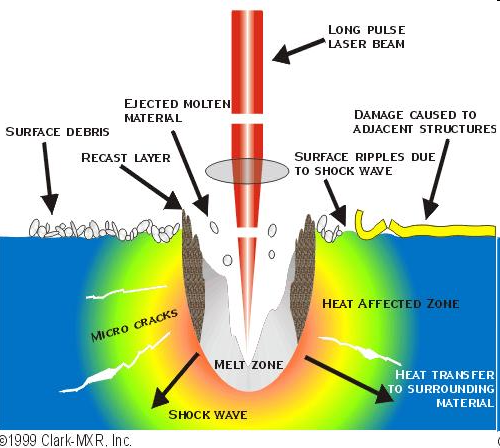 LONG PULSE
LASER BEAM
EJECTED MOLTEN
MATERIAL
DAMAGE CAUSED TO
ADJACENT STRUCTURES
SURFACE DEBRIS
RECAST LAYER
SURFACE RIPPLES DUE
TO SHOCK WAVE
HEAT AFFECTED ZONE
MICRO CRACKS
MELT ZONE
HEAT TRANSFER
TO SURROUNDING
MATERIAL
SHOCK WAVE
©1999 Clark-MXR, Inc.